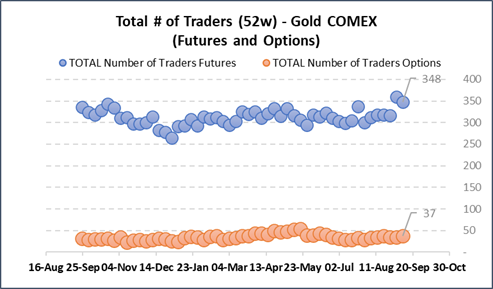 Total # of Traders (52w) - Gold COMEX
(Futures and Options)
TOTAL Number of Traders Futures TOTAL Number of Traders Options
348
400
350
300
250
200
150
100
37
50
-
16-Aug 25-Sep 04-Nov 14-Dec 23-Jan 04-Mar 13-Apr 23-May 02-Jul 11-Aug 20-Sep 30-Oct